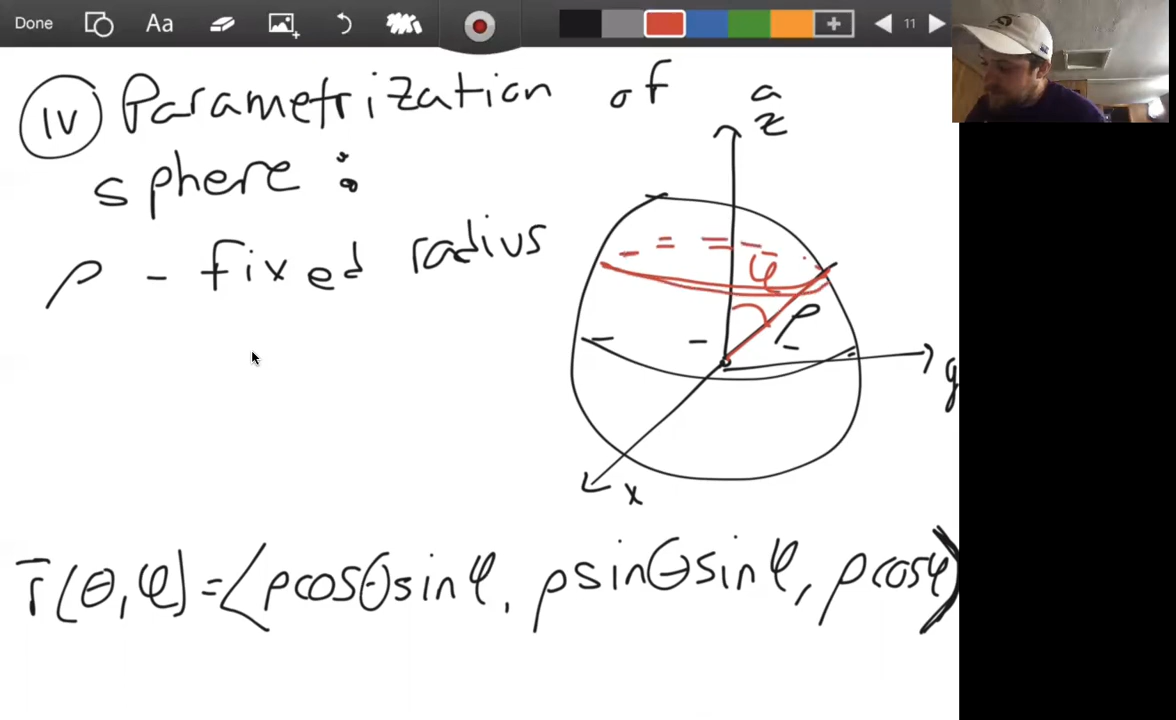 Done Aa 11
IV Parametrization of a
sphere :
ρ - fixed radius
z
φ
ρ
y
x
r̄(θ,φ) = ⟨ρcosθsinφ, ρsinθsinφ, ρcosφ⟩